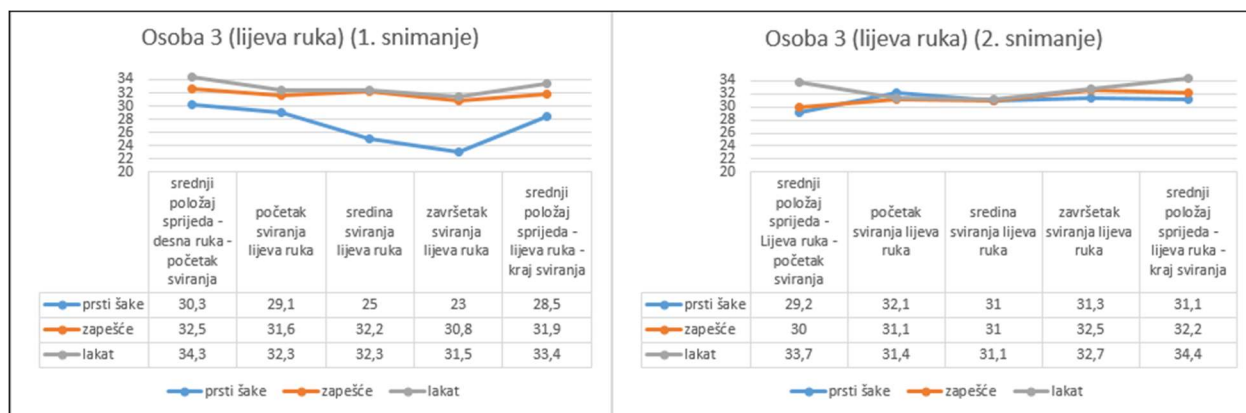 Osoba 3 (lijeva ruka) (1. snimanje)
34
32
30
28
26
24
22
20
srednji
položaj
sprijeda -
desna ruka -
početak
sviranja
početak
sviranja lijeva
ruka
sredina
sviranja lijeva
ruka
završetak
sviranja lijeva
ruka
srednji
položaj
sprijeda -
lijeva ruka -
kraj sviranja
prsti šake 30,3 29,1 25 23 28,5
zapešće 32,5 31,6 32,2 30,8 31,9
lakat 34,3 32,3 32,3 31,5 33,4
prsti šake zapešće lakat
Osoba 3 (lijeva ruka) (2. snimanje)
34
32
30
28
26
24
22
20
srednji
položaj
sprijeda -
Lijeva ruka -
početak
sviranja
početak
sviranja lijeva
ruka
sredina
sviranja lijeva
ruka
završetak
sviranja lijeva
ruka
srednji
položaj
sprijeda -
lijeva ruka -
kraj sviranja
prsti šake 29,2 32,1 31 31,3 31,1
zapešće 30 31,1 31 32,5 32,2
lakat 33,7 31,4 31,1 32,7 34,4
prsti šake zapešće lakat